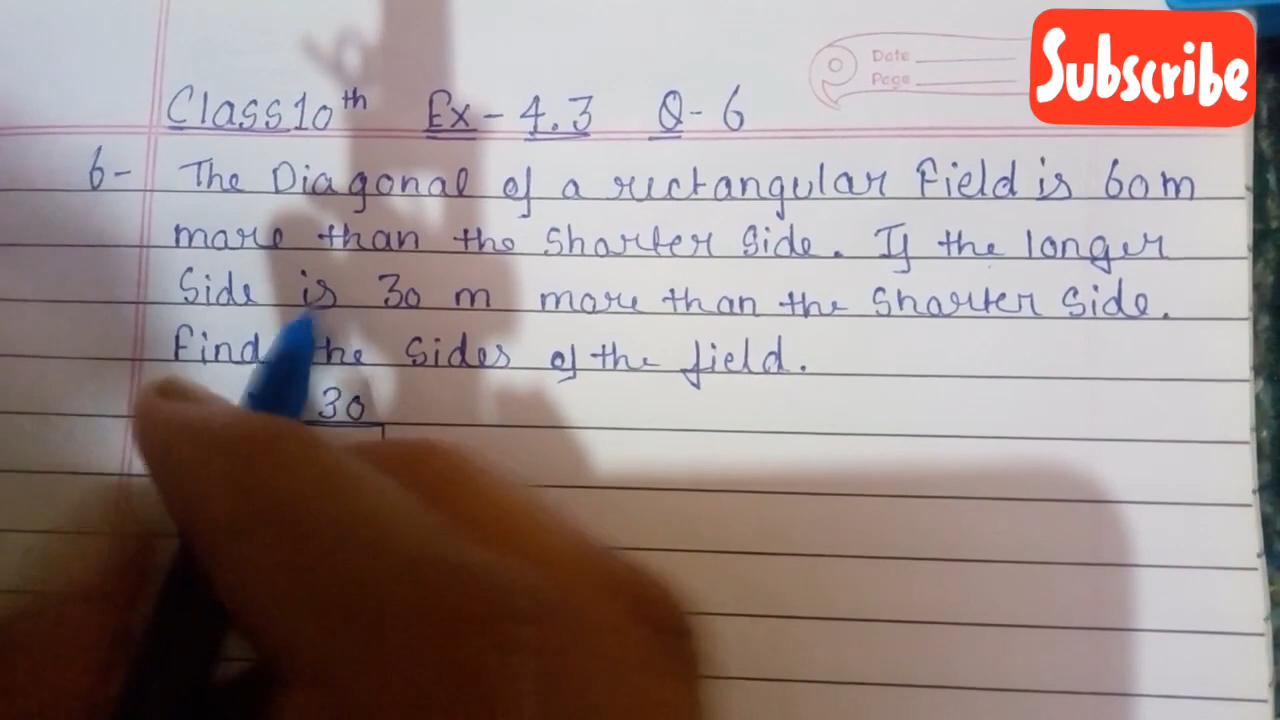 Subscribe
Date
Page
Class 10th Ex - 4.3 Q - 6
6- The Diagonal of a rectangular field is 60m
more than the shorter side. If the longer
side is 30 m more than the shorter side.
Find the sides of the field.
30